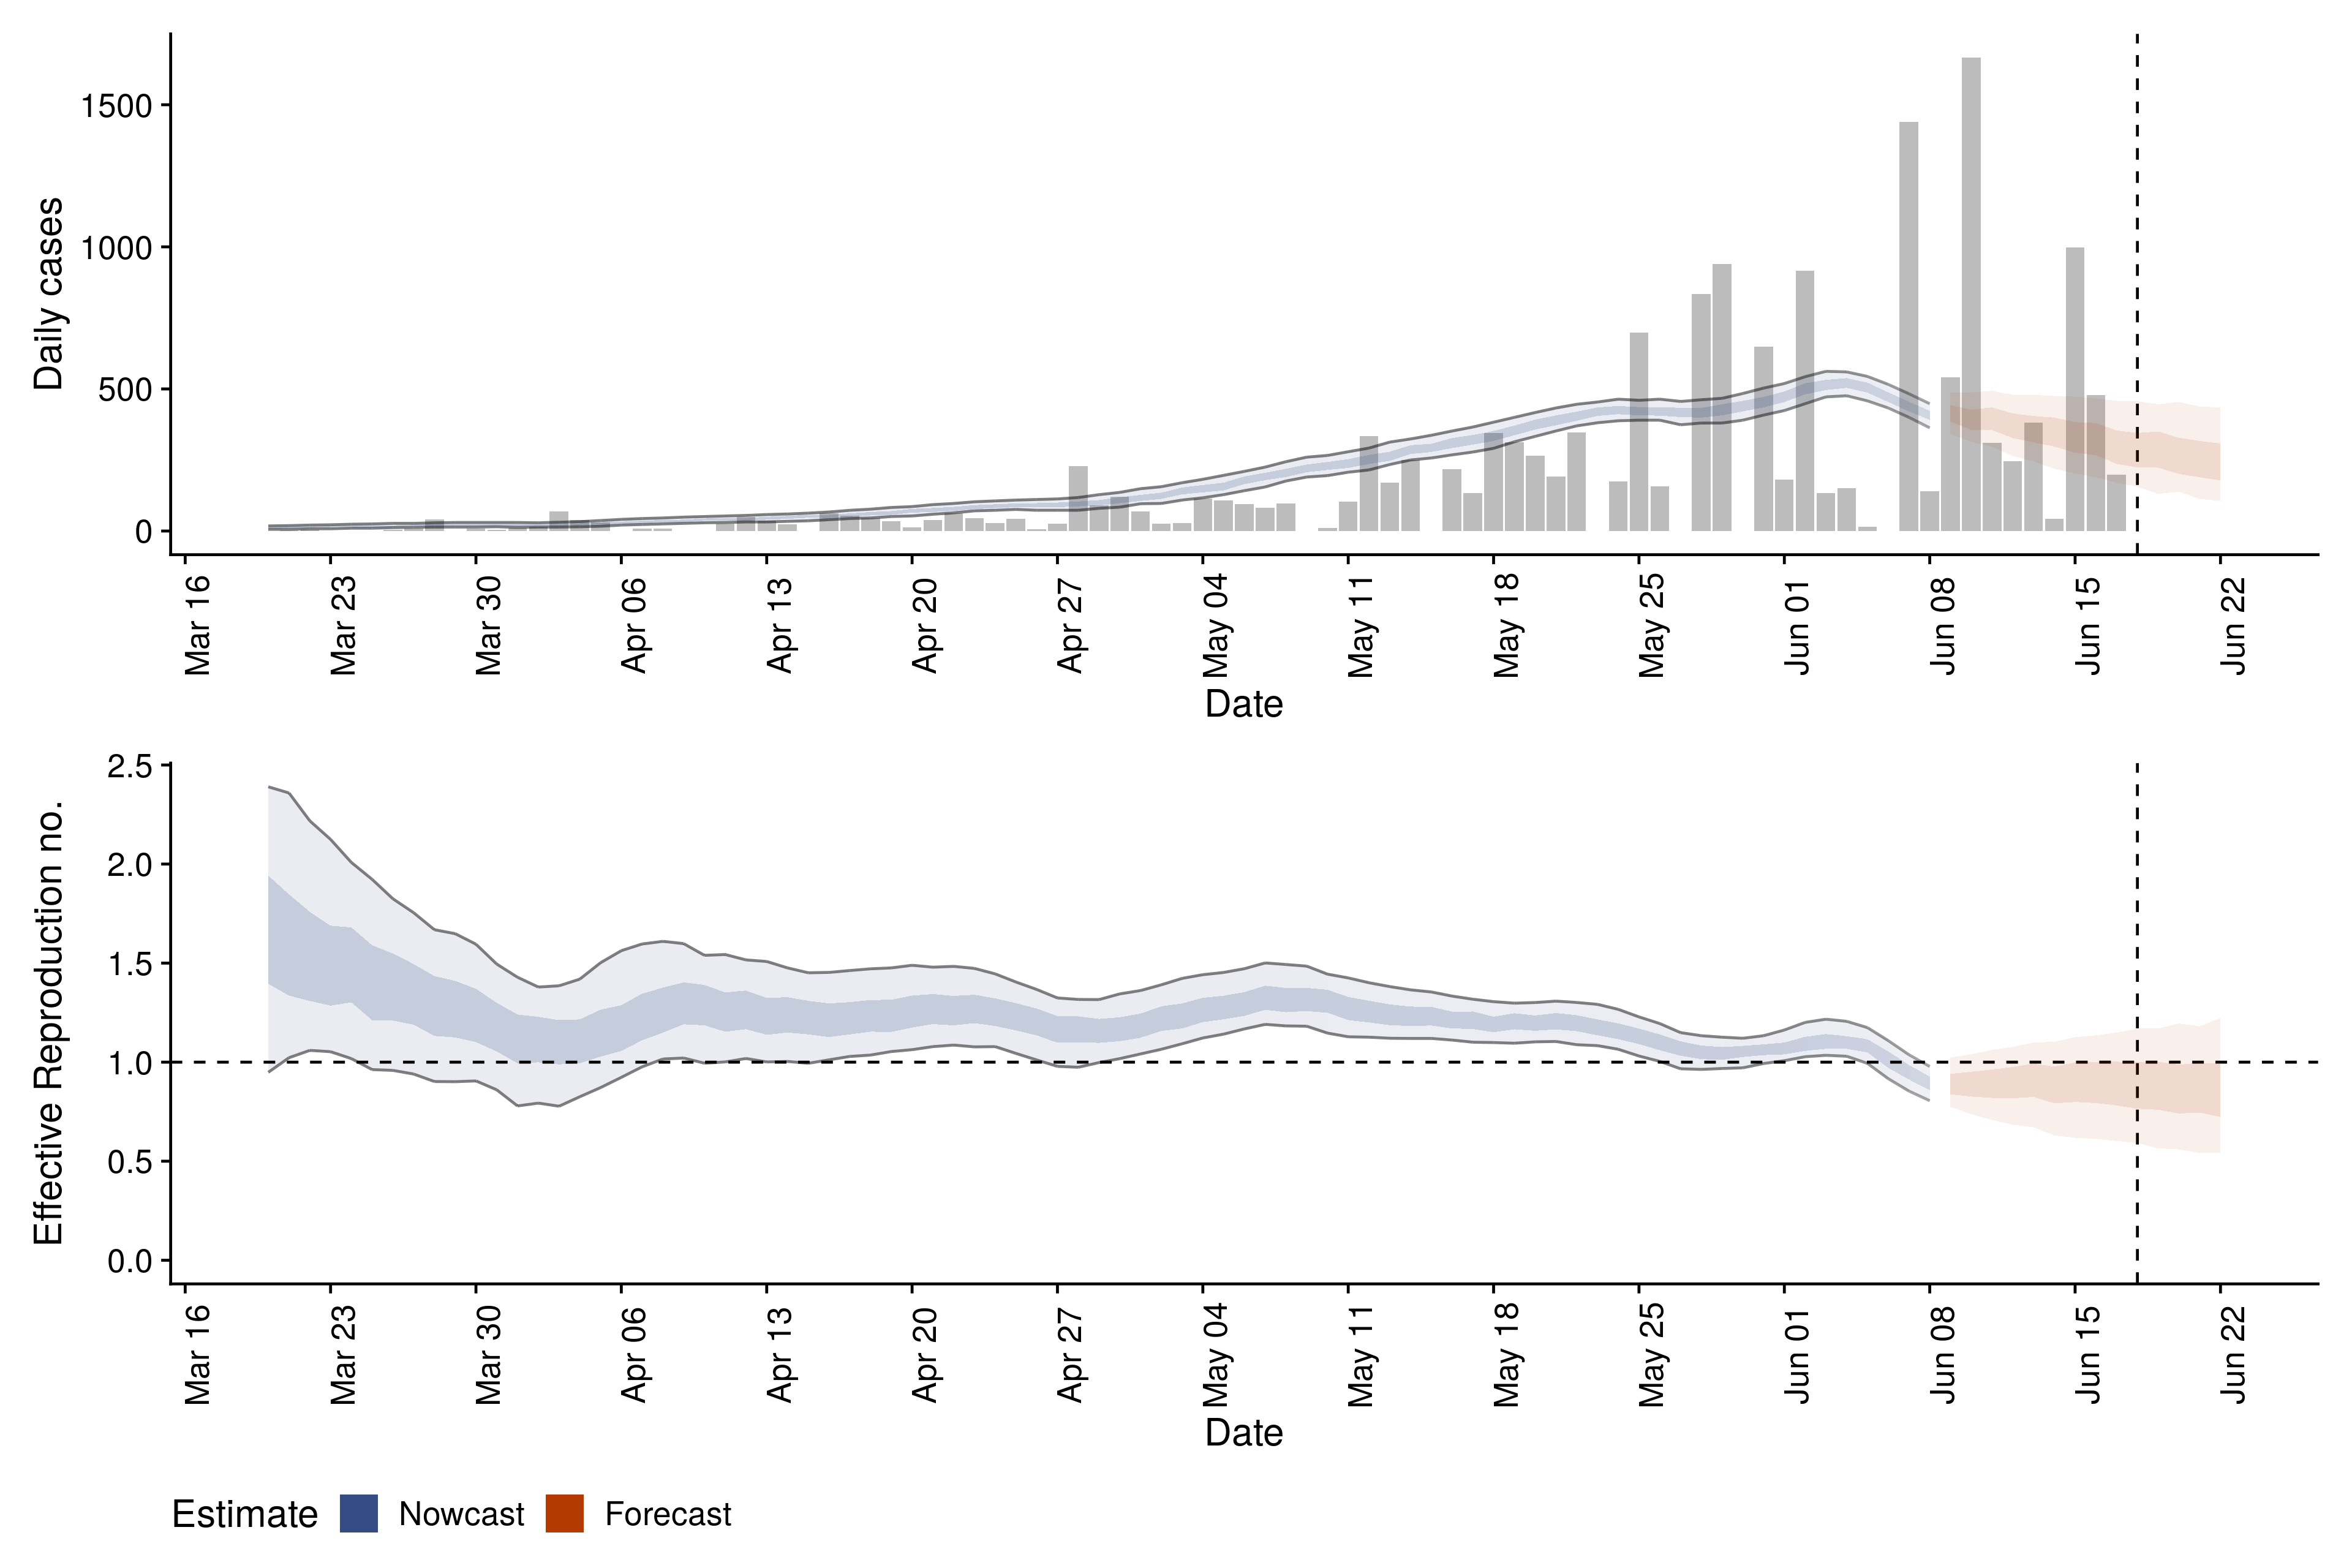 Daily cases
1500
1000
500
0
Mar 16
Mar 23
Mar 30
Apr 06
Apr 13
Apr 20
Apr 27
May 04
May 11
May 18
May 25
Jun 01
Jun 08
Jun 15
Jun 22
Date
Effective Reproduction no.
2.5
2.0
1.5
1.0
0.5
0.0
Mar 16
Mar 23
Mar 30
Apr 06
Apr 13
Apr 20
Apr 27
May 04
May 11
May 18
May 25
Jun 01
Jun 08
Jun 15
Jun 22
Date
Estimate Nowcast Forecast